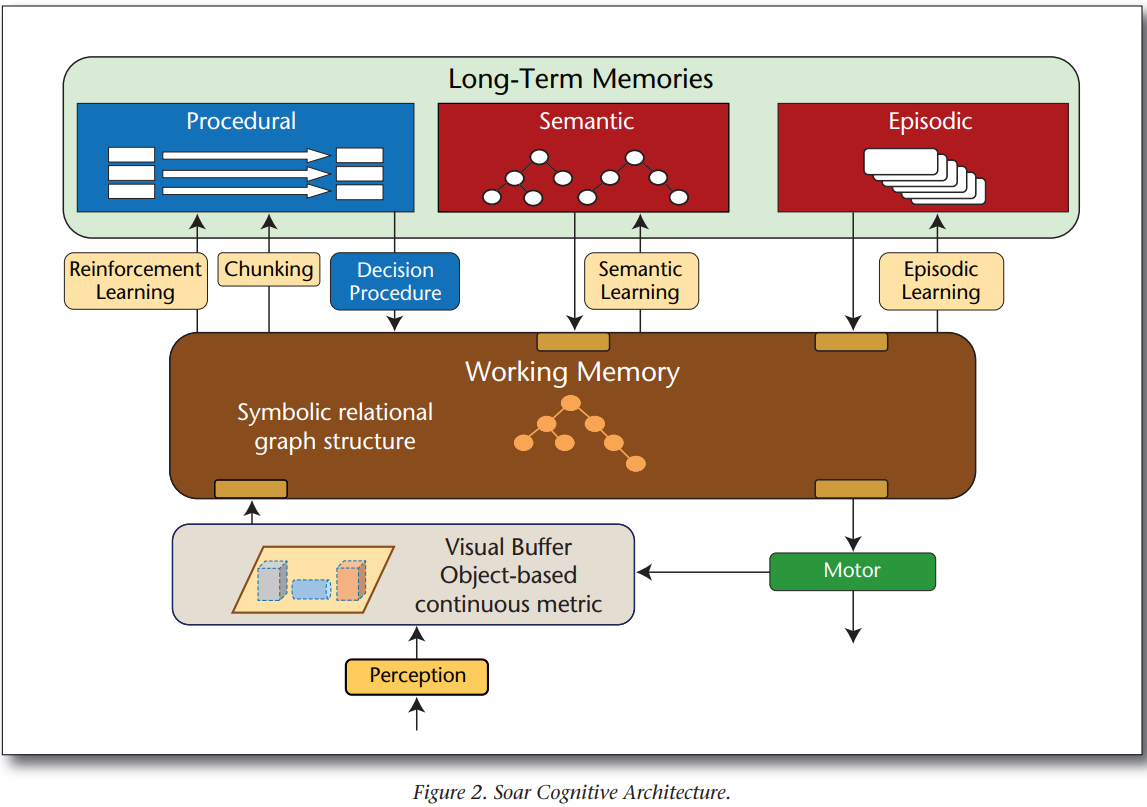 Long-Term Memories
Procedural
Semantic
Episodic
Reinforcement
Learning
Chunking
Decision
Procedure
Semantic
Learning
Episodic
Learning
Working Memory
Symbolic relational
graph structure
Visual Buffer
Object-based
continuous metric
Motor
Perception
Figure 2. Soar Cognitive Architecture.